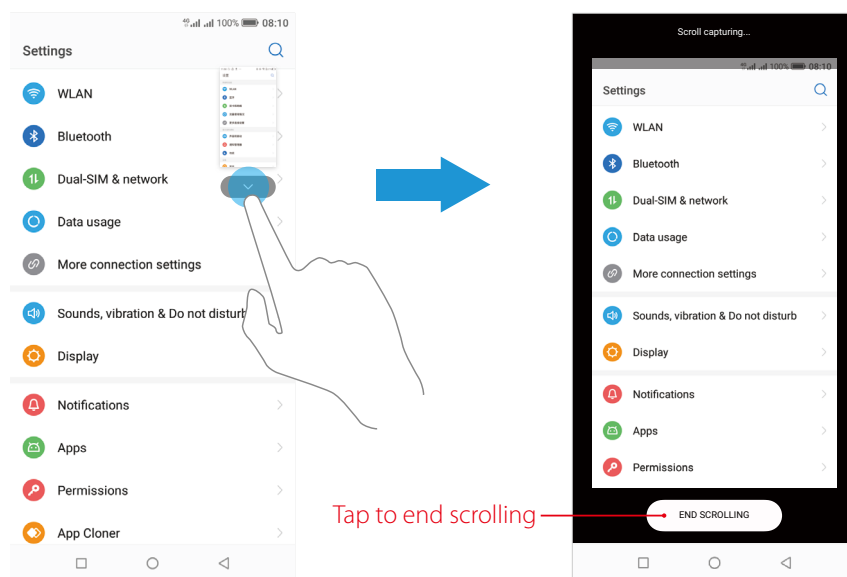 4G 100% 08:10
Settings
WLAN
Bluetooth
Dual-SIM & network
Data usage
More connection settings
Sounds, vibration & Do not disturb
Display
Notifications
Apps
Permissions
App Cloner
Scroll capturing...
4G 100% 08:10
Settings
WLAN
Bluetooth
Dual-SIM & network
Data usage
More connection settings
Sounds, vibration & Do not disturb
Display
Notifications
Apps
Permissions
END SCROLLING
Tap to end scrolling